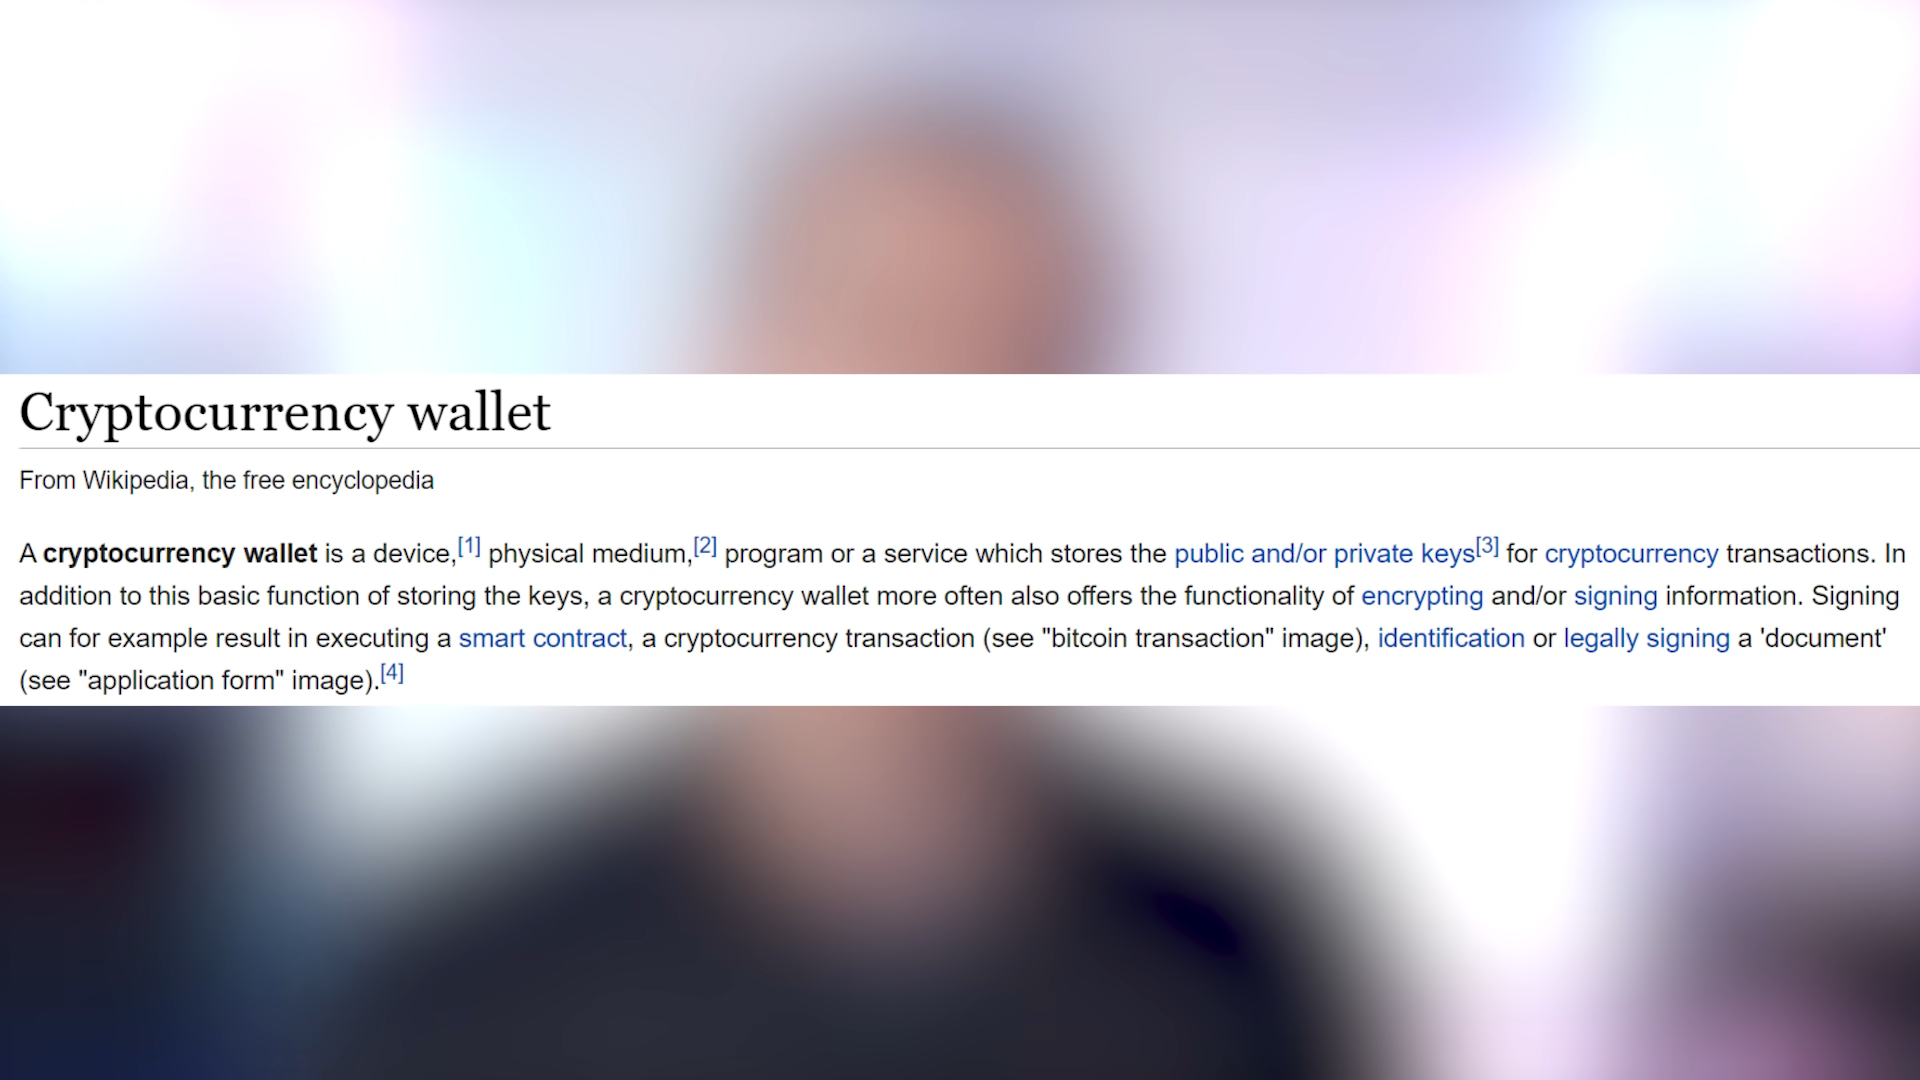 Cryptocurrency wallet
From Wikipedia, the free encyclopedia
A cryptocurrency wallet is a device,[1] physical medium,[2] program or a service which stores the public and/or private keys[3] for cryptocurrency transactions. In
addition to this basic function of storing the keys, a cryptocurrency wallet more often also offers the functionality of encrypting and/or signing information. Signing
can for example result in executing a smart contract, a cryptocurrency transaction (see "bitcoin transaction" image), identification or legally signing a 'document'
(see "application form" image).[4]